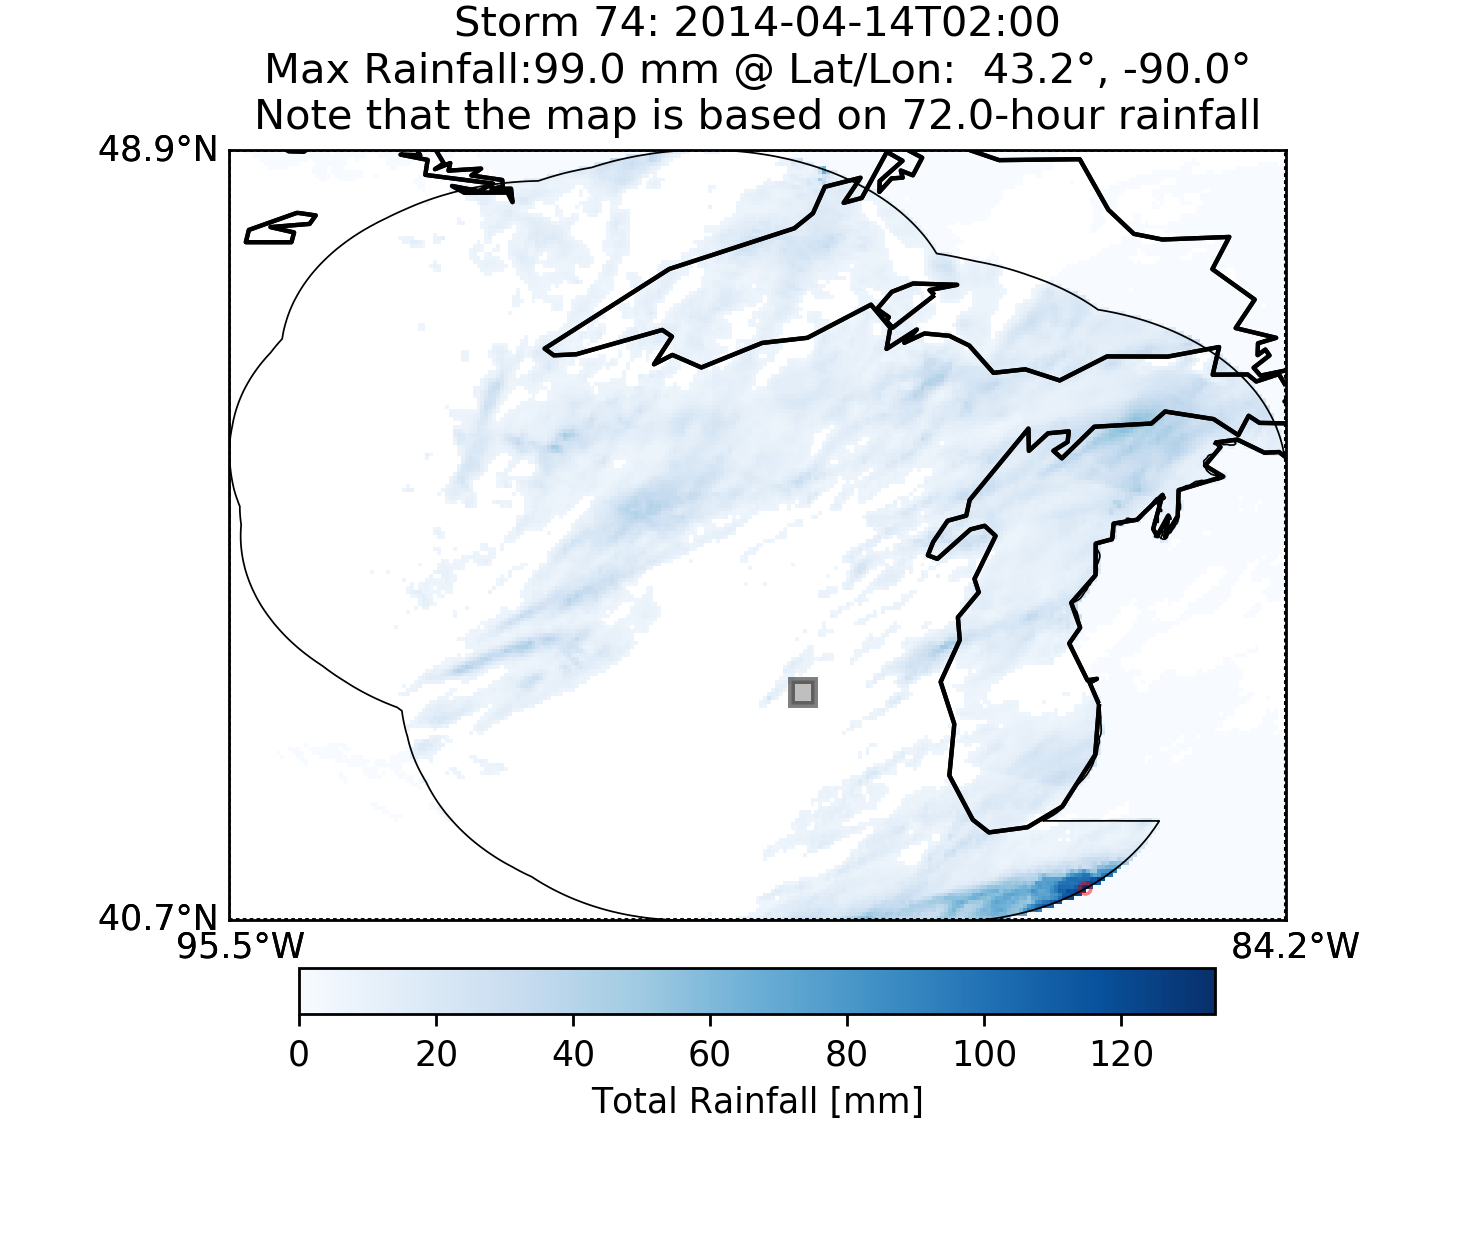 Storm 74: 2014-04-14T02:00
Max Rainfall:99.0 mm @ Lat/Lon:  43.2°, -90.0°
Note that the map is based on 72.0-hour rainfall
48.9°N
40.7°N
95.5°W
84.2°W
0 20 40 60 80 100 120
Total Rainfall [mm]